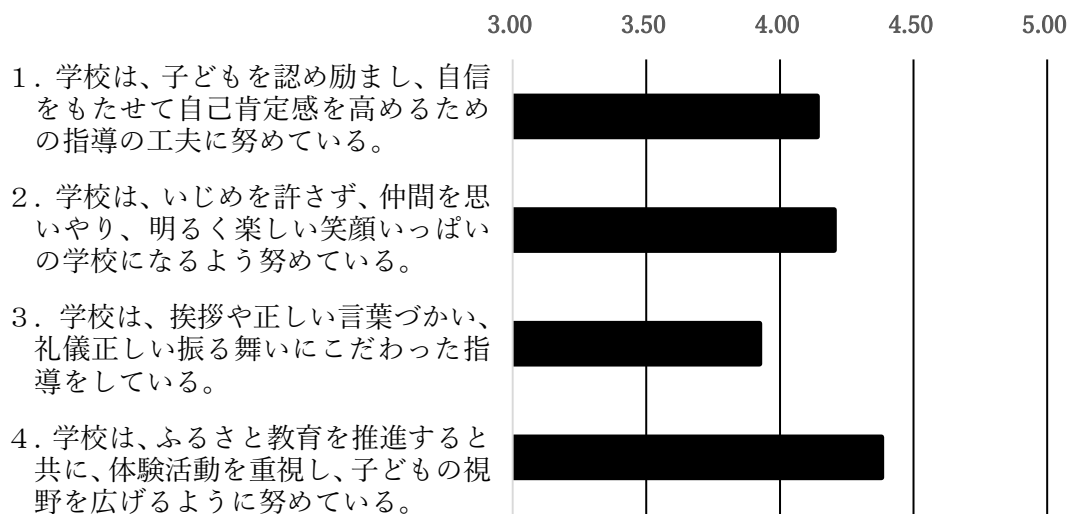 3.00 3.50 4.00 4.50 5.00
１．学校は、子どもを認め励まし、自信
をもたせて自己肯定感を高めるため
の指導の工夫に努めている。
２．学校は、いじめを許さず、仲間を思
いやり、明るく楽しい笑顔いっぱい
の学校になるよう努めている。
３．学校は、挨拶や正しい言葉づかい、
礼儀正しい振る舞いにこだわった指
導をしている。
４．学校は、ふるさと教育を推進すると
共に、体験活動を重視し、子どもの視
野を広げるように努めている。